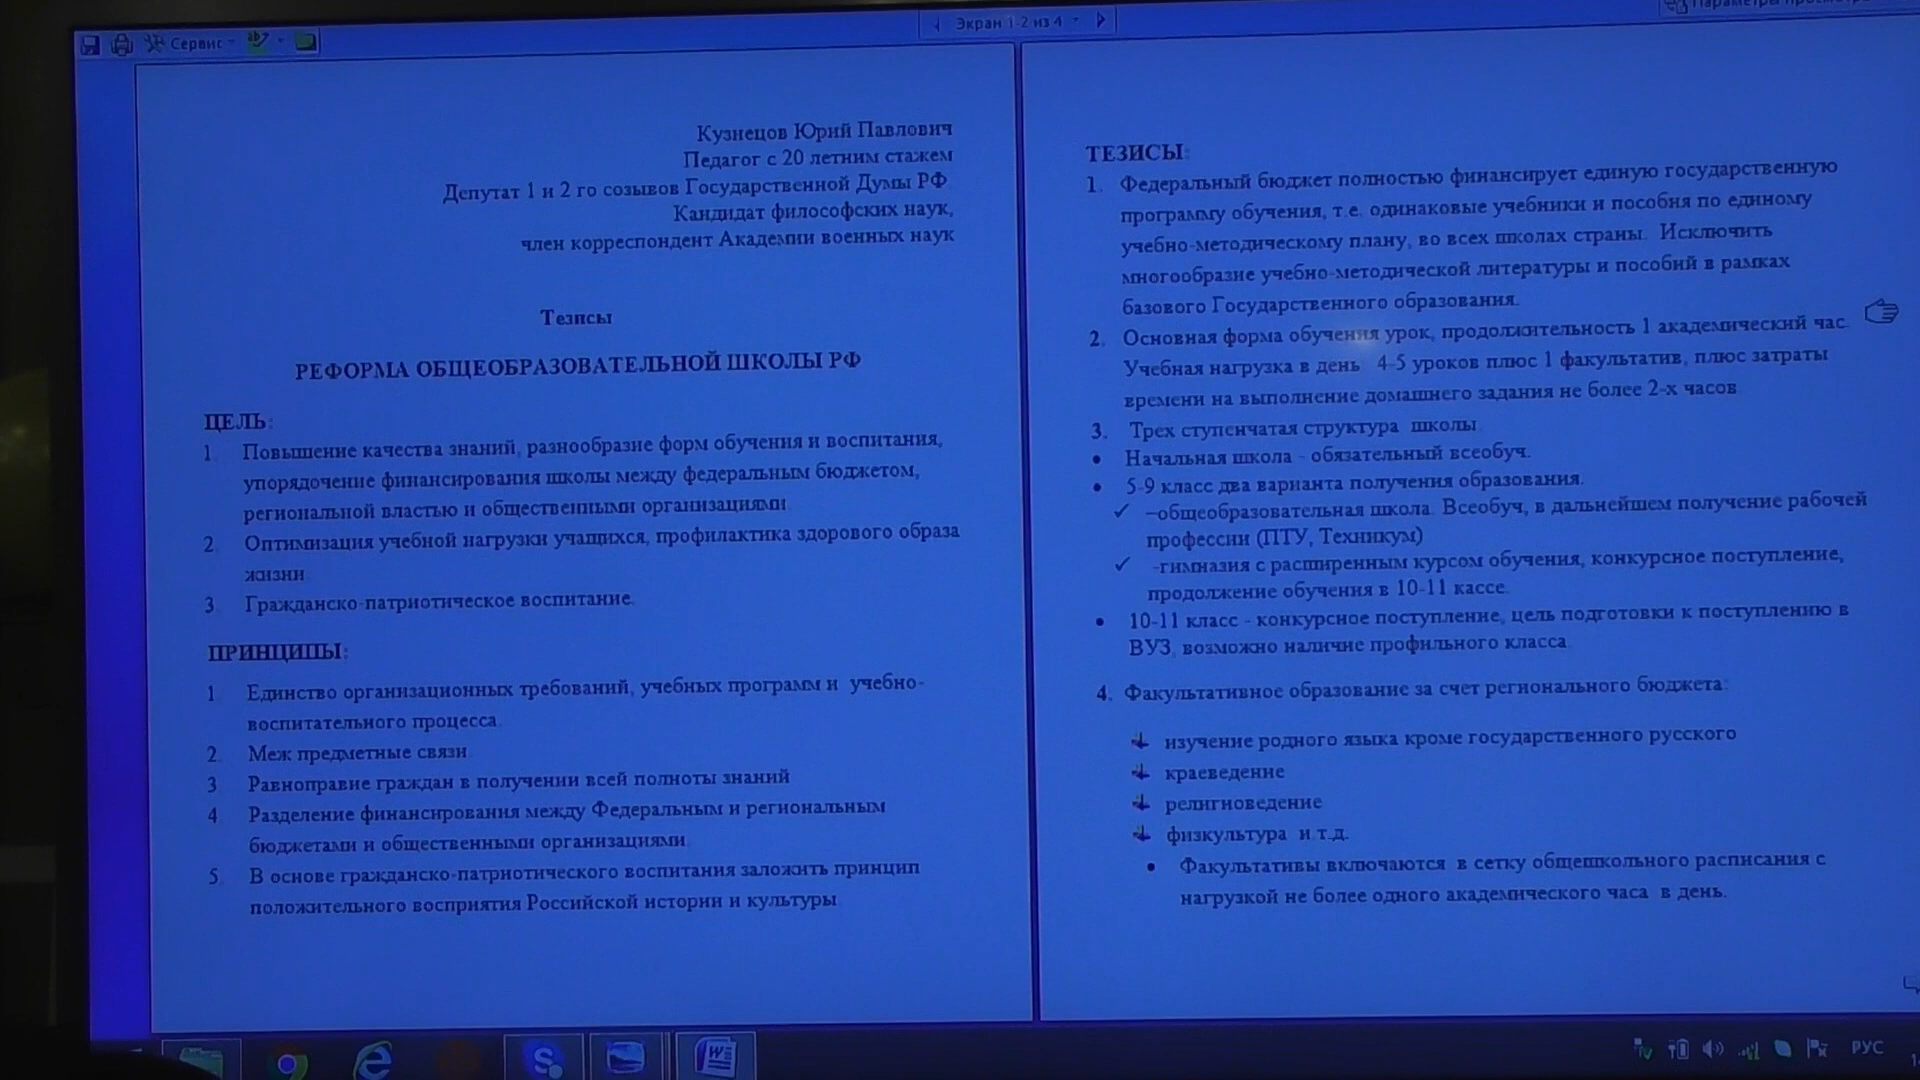 Сервис
Экран 1-2 из 4
Кузнецов Юрий Павлович
Педагог с 20 летним стажем
Депутат 1 и 2 го созывов Государственной Думы РФ
Кандидат философских наук,
член корреспондент Академии военных наук
Тезисы
РЕФОРМА ОБЩЕОБРАЗОВАТЕЛЬНОЙ ШКОЛЫ РФ
ЦЕЛЬ:
1. Повышение качества знаний, разнообразие форм обучения и воспитания,
упорядочение финансирования школы между федеральным бюджетом,
региональной властью и общественными организациями.
2. Оптимизация учебной нагрузки учащихся, профилактика здорового образа
жизни.
3. Гражданско-патриотическое воспитание.
ПРИНЦИПЫ:
1. Единство организационных требований, учебных программ и учебно-
воспитательного процесса.
2. Меж предметные связи.
3. Равноправие граждан в получении всей полноты знаний
4. Разделение финансирования между Федеральным и региональным
бюджетами и общественными организациями.
5. В основе гражданско-патриотического воспитания заложить принцип
положительного восприятия Российской истории и культуры.
ТЕЗИСЫ:
1. Федеральный бюджет полностью финансирует единую государственную
программу обучения, т.е. одинаковые учебники и пособия по единому
учебно-методическому плану, во всех школах страны. Исключить
многообразие учебно-методической литературы и пособий в рамках
базового Государственного образования.
2. Основная форма обучения урок, продолжительность 1 академический час.
Учебная нагрузка в день 4-5 уроков плюс 1 факультатив, плюс затраты
времени на выполнение домашнего задания не более 2-х часов.
3. Трех ступенчатая структура школы.
• Начальная школа - обязательный всеобуч.
• 5-9 класс два варианта получения образования.
✓ –общеобразовательная школа. Всеобуч, в дальнейшем получение рабочей
профессии (ПТУ, Техникум)
✓ -гимназия с расширенным курсом обучения, конкурсное поступление,
продолжение обучения в 10-11 кассе.
• 10-11 класс - конкурсное поступление, цель подготовки к поступлению в
ВУЗ, возможно наличие профильного класса.
4. Факультативное образование за счет регионального бюджета:
изучение родного языка кроме государственного русского
краеведение
религиоведение
физкультура и т.д.
• Факультативы включаются в сетку общешкольного расписания с
нагрузкой не более одного академического часа в день.
РУС